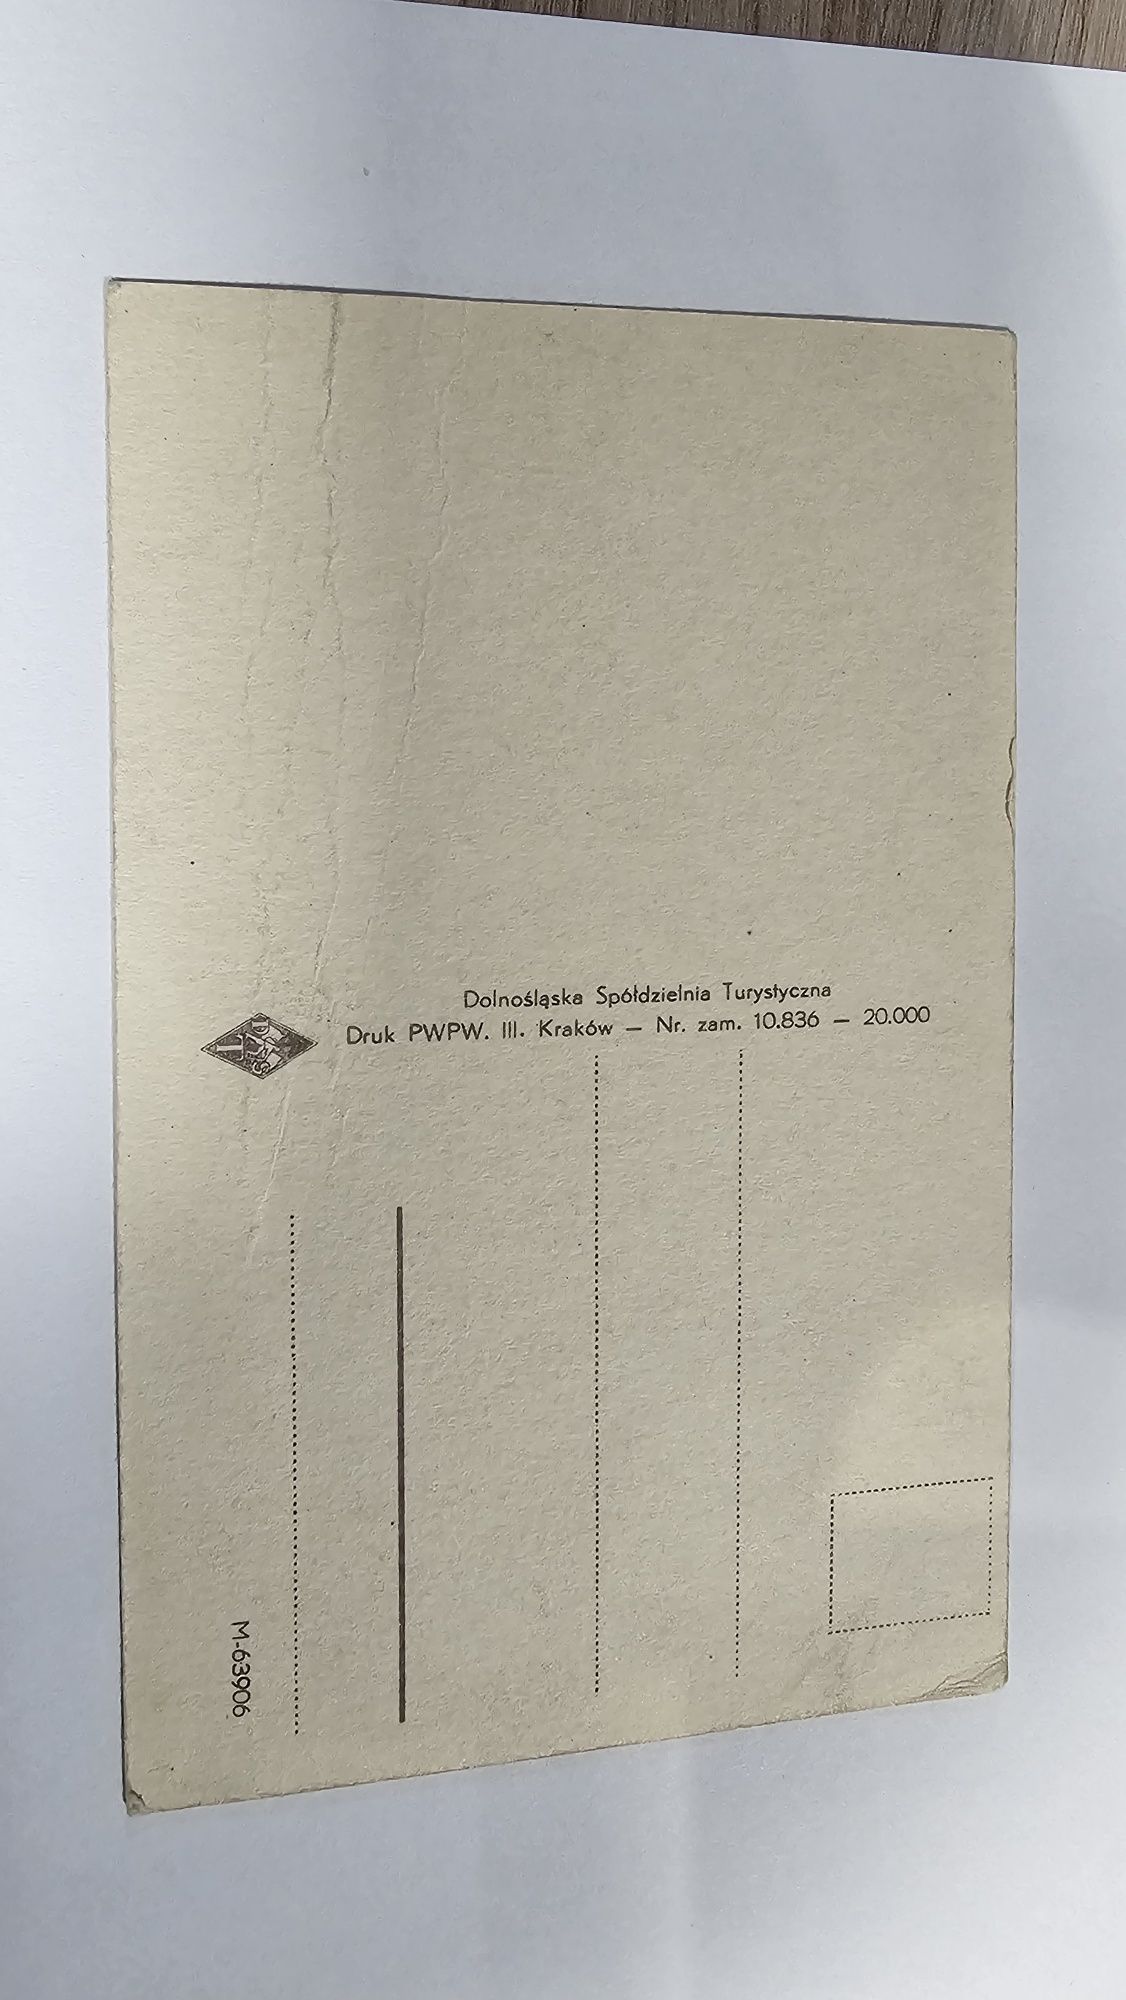 Dolnośląska Spółdzielnia Turystyczna
Druk PWPW. III. Kraków — Nr. zam. 10.836 — 20.000
M-63906